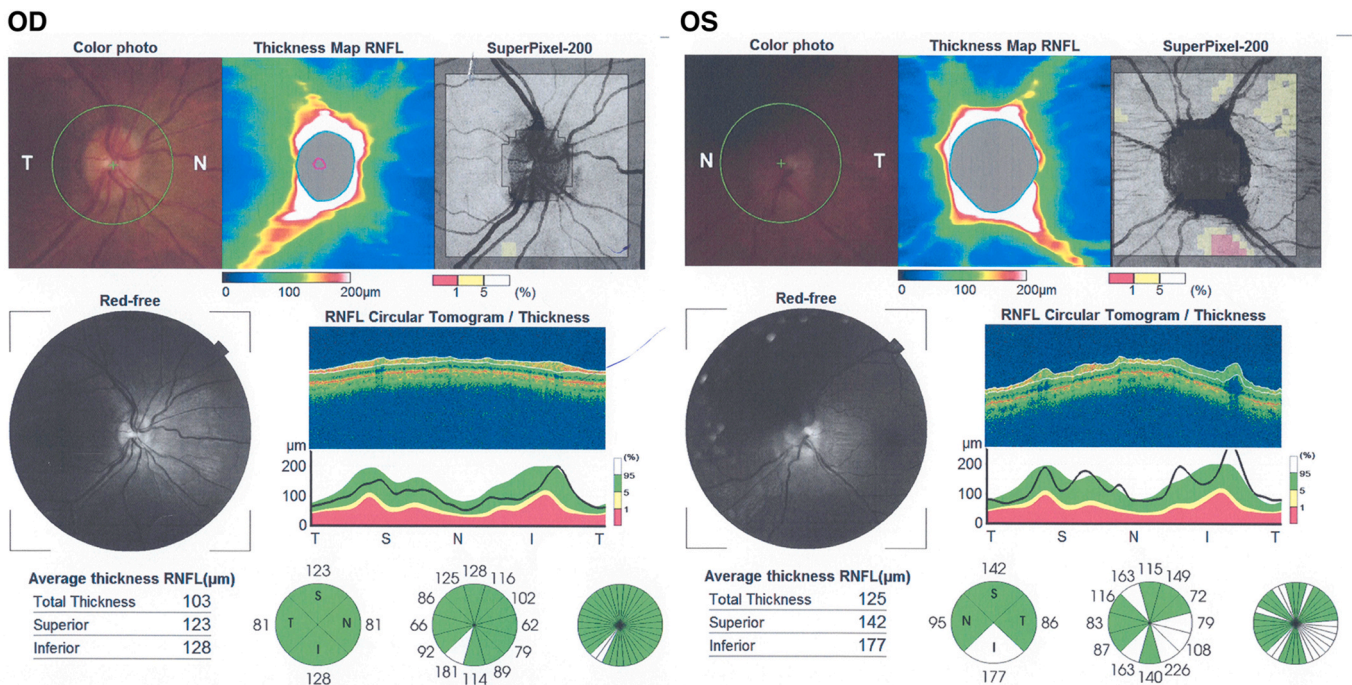 OD
Color photo
Thickness Map RNFL
SuperPixel-200
T
N
0 100 200µm
1 5 (%)
Red-free
RNFL Circular Tomogram / Thickness
µm
200
100
0
T S N I T
(%)
95
5
1
Average thickness RNFL(µm)
Total Thickness 103
Superior 123
Inferior 128
123
S
81 T N 81
I
128
128
125 116
86 102
66 62
92 79
181 89
114
OS
Color photo
Thickness Map RNFL
SuperPixel-200
N
T
0 100 200µm
1 5 (%)
Red-free
RNFL Circular Tomogram / Thickness
µm
200
100
0
T S N I T
(%)
95
5
1
Average thickness RNFL(µm)
Total Thickness 125
Superior 142
Inferior 177
142
S
95 N T 86
I
177
115
163 149
116 72
83 79
87 108
163 226
140